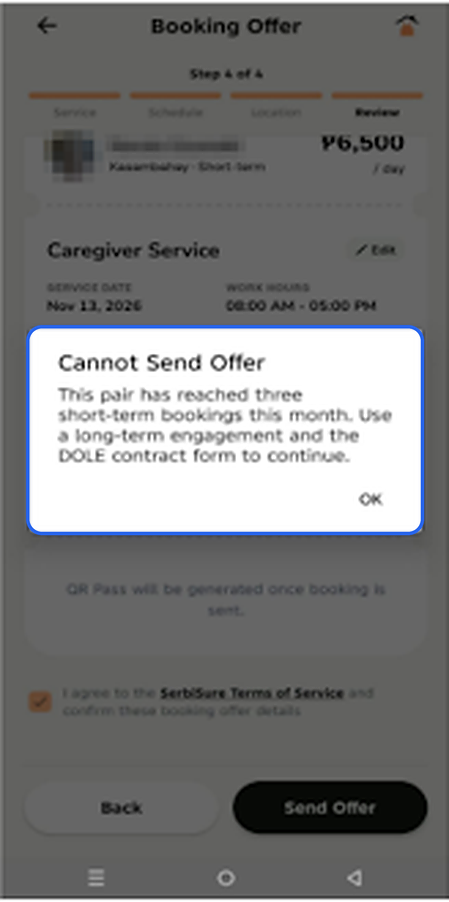 Booking Offer
Step 4 of 4
Service Schedule Location Review
₱6,500
Kasambahay · Short-term / day
Caregiver Service Edit
SERVICE DATE WORK HOURS
Nov 13, 2026 08:00 AM - 05:00 PM
Cannot Send Offer
This pair has reached three
short-term bookings this month. Use
a long-term engagement and the
DOLE contract form to continue.
OK
QR Pass will be generated once booking is
sent.
I agree to the SerbiSure Terms of Service and
confirm these booking offer details
Back Send Offer